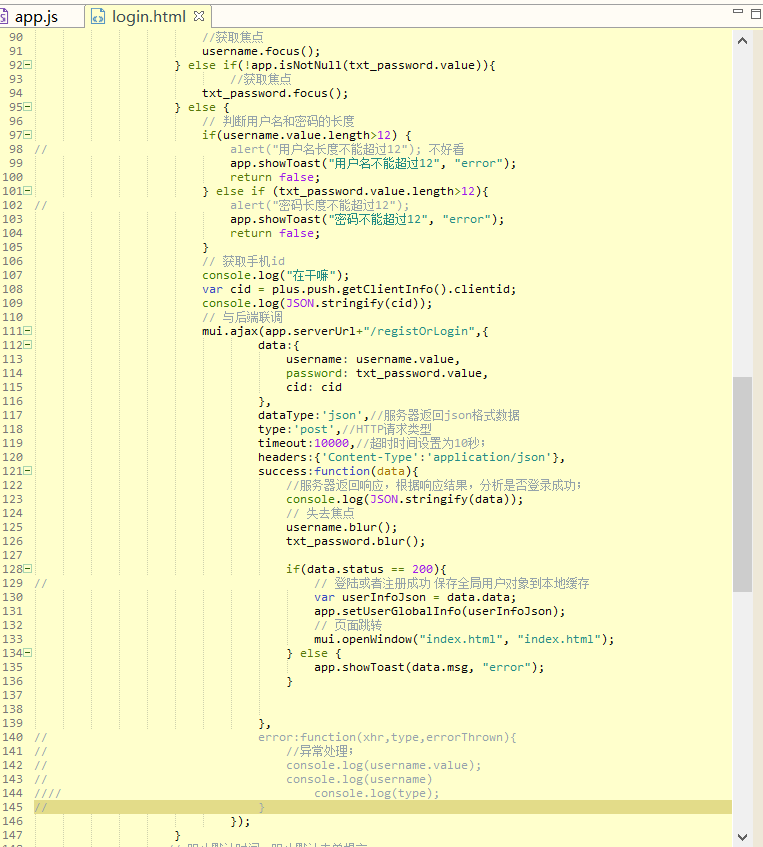 app.js login.html
90 //获取焦点
91 username.focus();
92 } else if(!app.isNotNull(txt_password.value)){
93 //获取焦点
94 txt_password.focus();
95 } else {
96 // 判断用户名和密码的长度
97 if(username.value.length>12) {
98 // alert("用户名长度不能超过12"); 不好看
99 app.showToast("用户名不能超过12", "error");
100 return false;
101 } else if (txt_password.value.length>12){
102 // alert("密码长度不能超过12");
103 app.showToast("密码不能超过12", "error");
104 return false;
105 }
106 // 获取手机id
107 console.log("在干嘛");
108 var cid = plus.push.getClientInfo().clientid;
109 console.log(JSON.stringify(cid));
110 // 与后端联调
111 mui.ajax(app.serverUrl+"/registOrLogin",{
112 data:{
113 username: username.value,
114 password: txt_password.value,
115 cid: cid
116 },
117 dataType:'json',//服务器返回json格式数据
118 type:'post',//HTTP请求类型
119 timeout:10000,//超时时间设置为10秒；
120 headers:{'Content-Type':'application/json'},
121 success:function(data){
122 //服务器返回响应，根据响应结果，分析是否登录成功；
123 console.log(JSON.stringify(data));
124 // 失去焦点
125 username.blur();
126 txt_password.blur();
127
128 if(data.status == 200){
129 // // 登陆或者注册成功 保存全局用户对象到本地缓存
130 var userInfoJson = data.data;
131 app.setUserGlobalInfo(userInfoJson);
132 // 页面跳转
133 mui.openWindow("index.html", "index.html");
134 } else {
135 app.showToast(data.msg, "error");
136 }
137
138
139 },
140 // error:function(xhr,type,errorThrown){
141 // //异常处理；
142 // console.log(username.value);
143 // console.log(username)
144 //// console.log(type);
145 // }
146 });
147 }